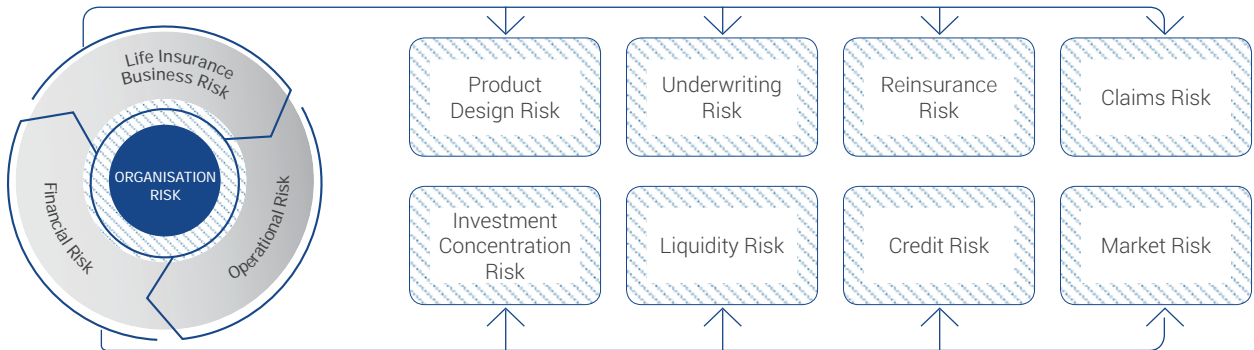 Life Insurance
Business Risk
ORGANISATION
RISK
Financial Risk
Operational Risk
Product
Design Risk
Underwriting
Risk
Reinsurance
Risk
Claims Risk
Investment
Concentration
Risk
Liquidity Risk
Credit Risk
Market Risk